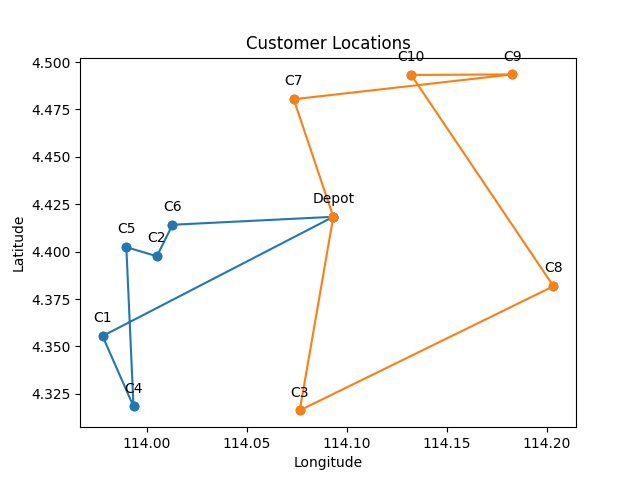 Customer Locations
4.500
4.475
4.450
4.425
4.400
4.375
4.350
4.325
Latitude
C10
C9
C7
Depot
C6
C5
C2
C8
C1
C4
C3
114.00
114.05
114.10
114.15
114.20
Longitude